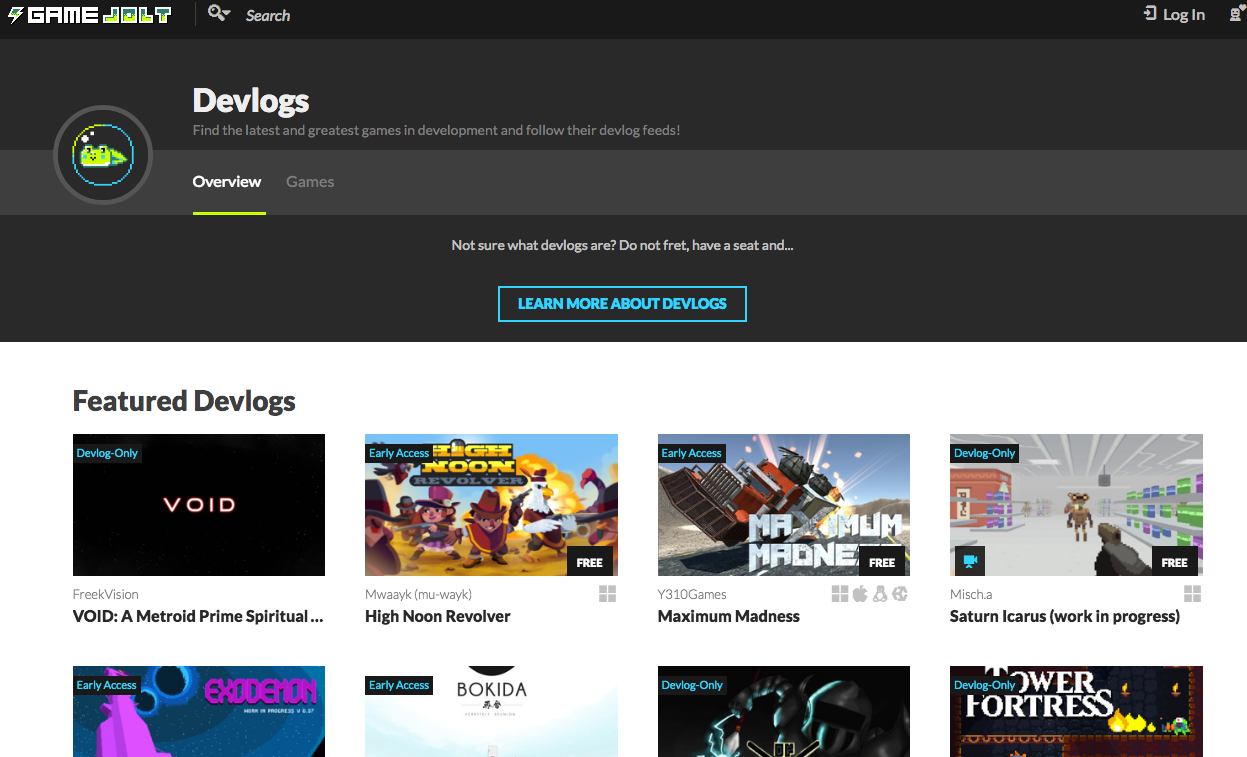 GAME JOLT
Search
Log In
Devlogs
Find the latest and greatest games in development and follow their devlog feeds!
Overview
Games
Not sure what devlogs are? Do not fret, have a seat and...
LEARN MORE ABOUT DEVLOGS
Featured Devlogs
Devlog-Only
VOID
FreekVision
VOID: A Metroid Prime Spiritual ...
Early Access
HIGH
NOON
REVOLVER
FREE
Mwaayk (mu-wayk)
High Noon Revolver
Early Access
MAXIMUM
MADNE
FREE
Y310Games
Maximum Madness
Devlog-Only
FREE
Misch.a
Saturn Icarus (work in progress)
Early Access
EXODEMON
WORK IN PROGRESS V 0.37
Early Access
BOKIDA
Devlog-Only
Devlog-Only
TOWER
FORTRESS